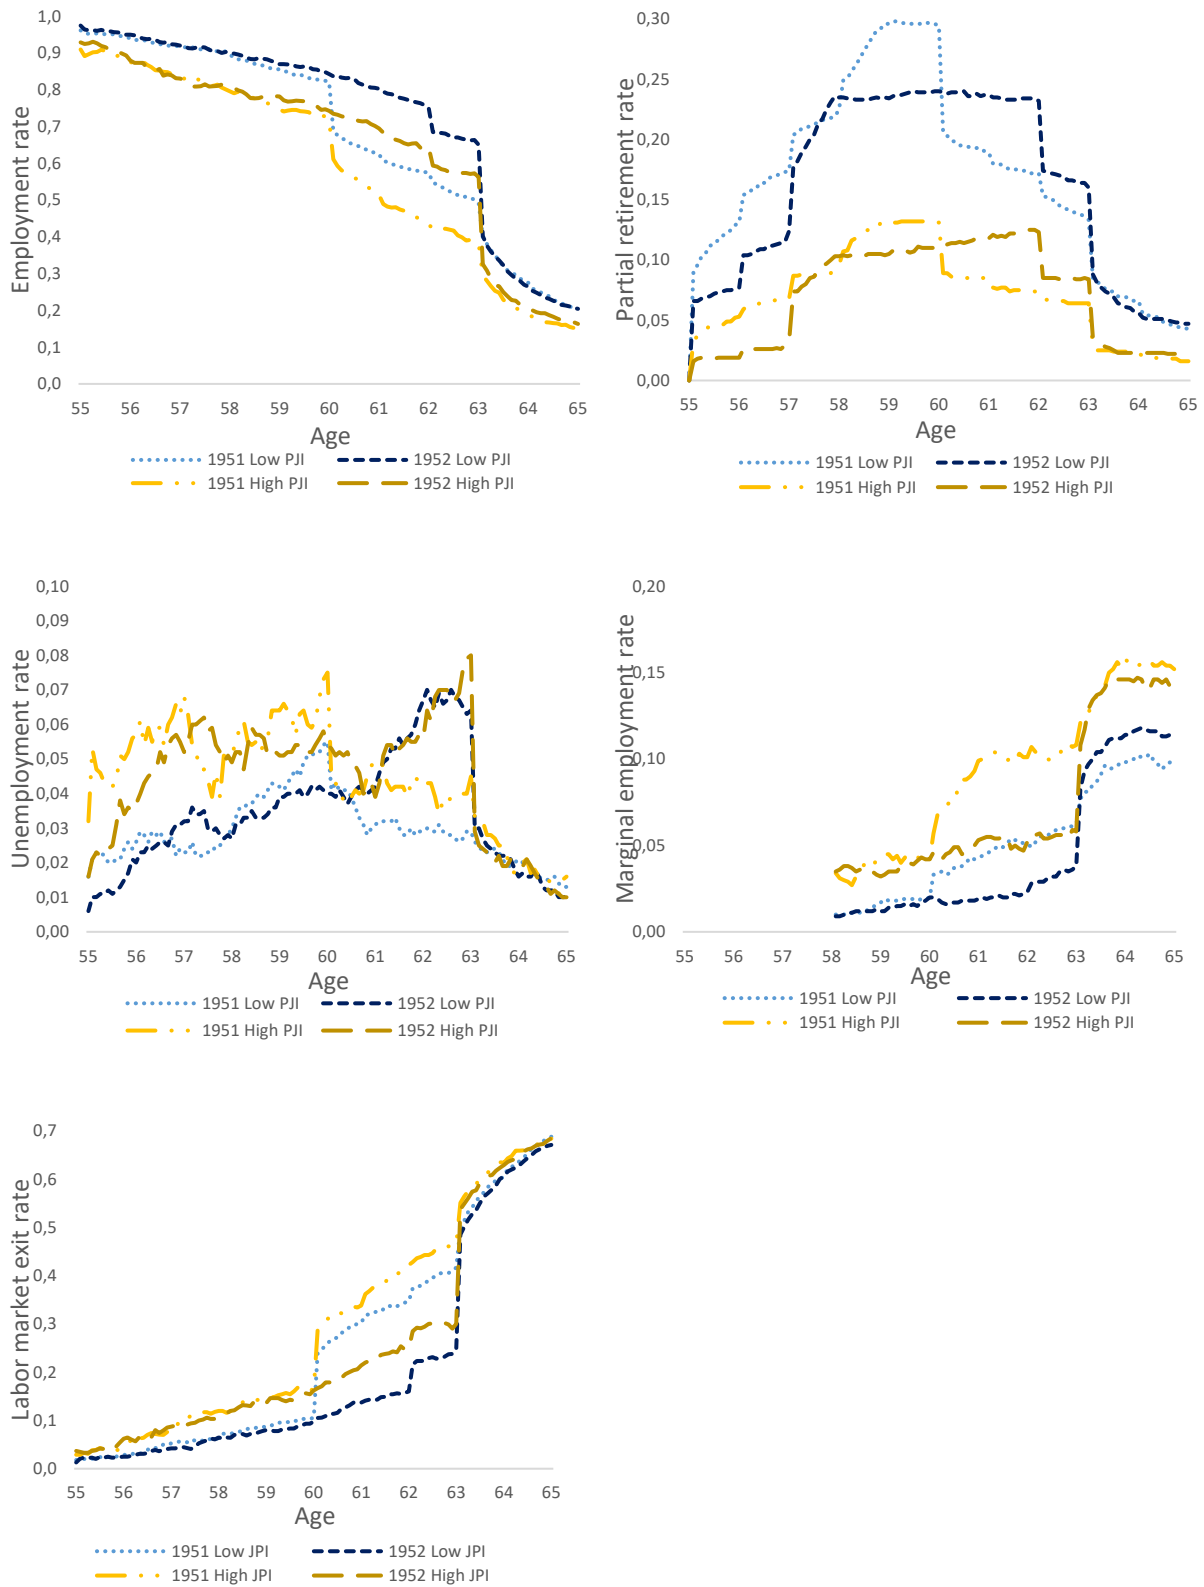 Employment rate
1,0
0,9
0,8
0,7
0,6
0,5
0,4
0,3
0,2
0,1
0,0
55 56 57 58 59 60 61 62 63 64 65
Age
1951 Low PJI 1952 Low PJI
1951 High PJI 1952 High PJI
Partial retirement rate
0,30
0,25
0,20
0,15
0,10
0,05
0,00
55 56 57 58 59 60 61 62 63 64 65
Age
1951 Low PJI 1952 Low PJI
1951 High PJI 1952 High PJI
Unemployment rate
0,10
0,09
0,08
0,07
0,06
0,05
0,04
0,03
0,02
0,01
0,00
55 56 57 58 59 60 61 62 63 64 65
Age
1951 Low PJI 1952 Low PJI
1951 High PJI 1952 High PJI
Marginal employment rate
0,20
0,15
0,10
0,05
0,00
55 56 57 58 59 60 61 62 63 64 65
Age
1951 Low PJI 1952 Low PJI
1951 High PJI 1952 High PJI
Labor market exit rate
0,7
0,6
0,5
0,4
0,3
0,2
0,1
0,0
55 56 57 58 59 60 61 62 63 64 65
Age
1951 Low JPI 1952 Low JPI
1951 High JPI 1952 High JPI